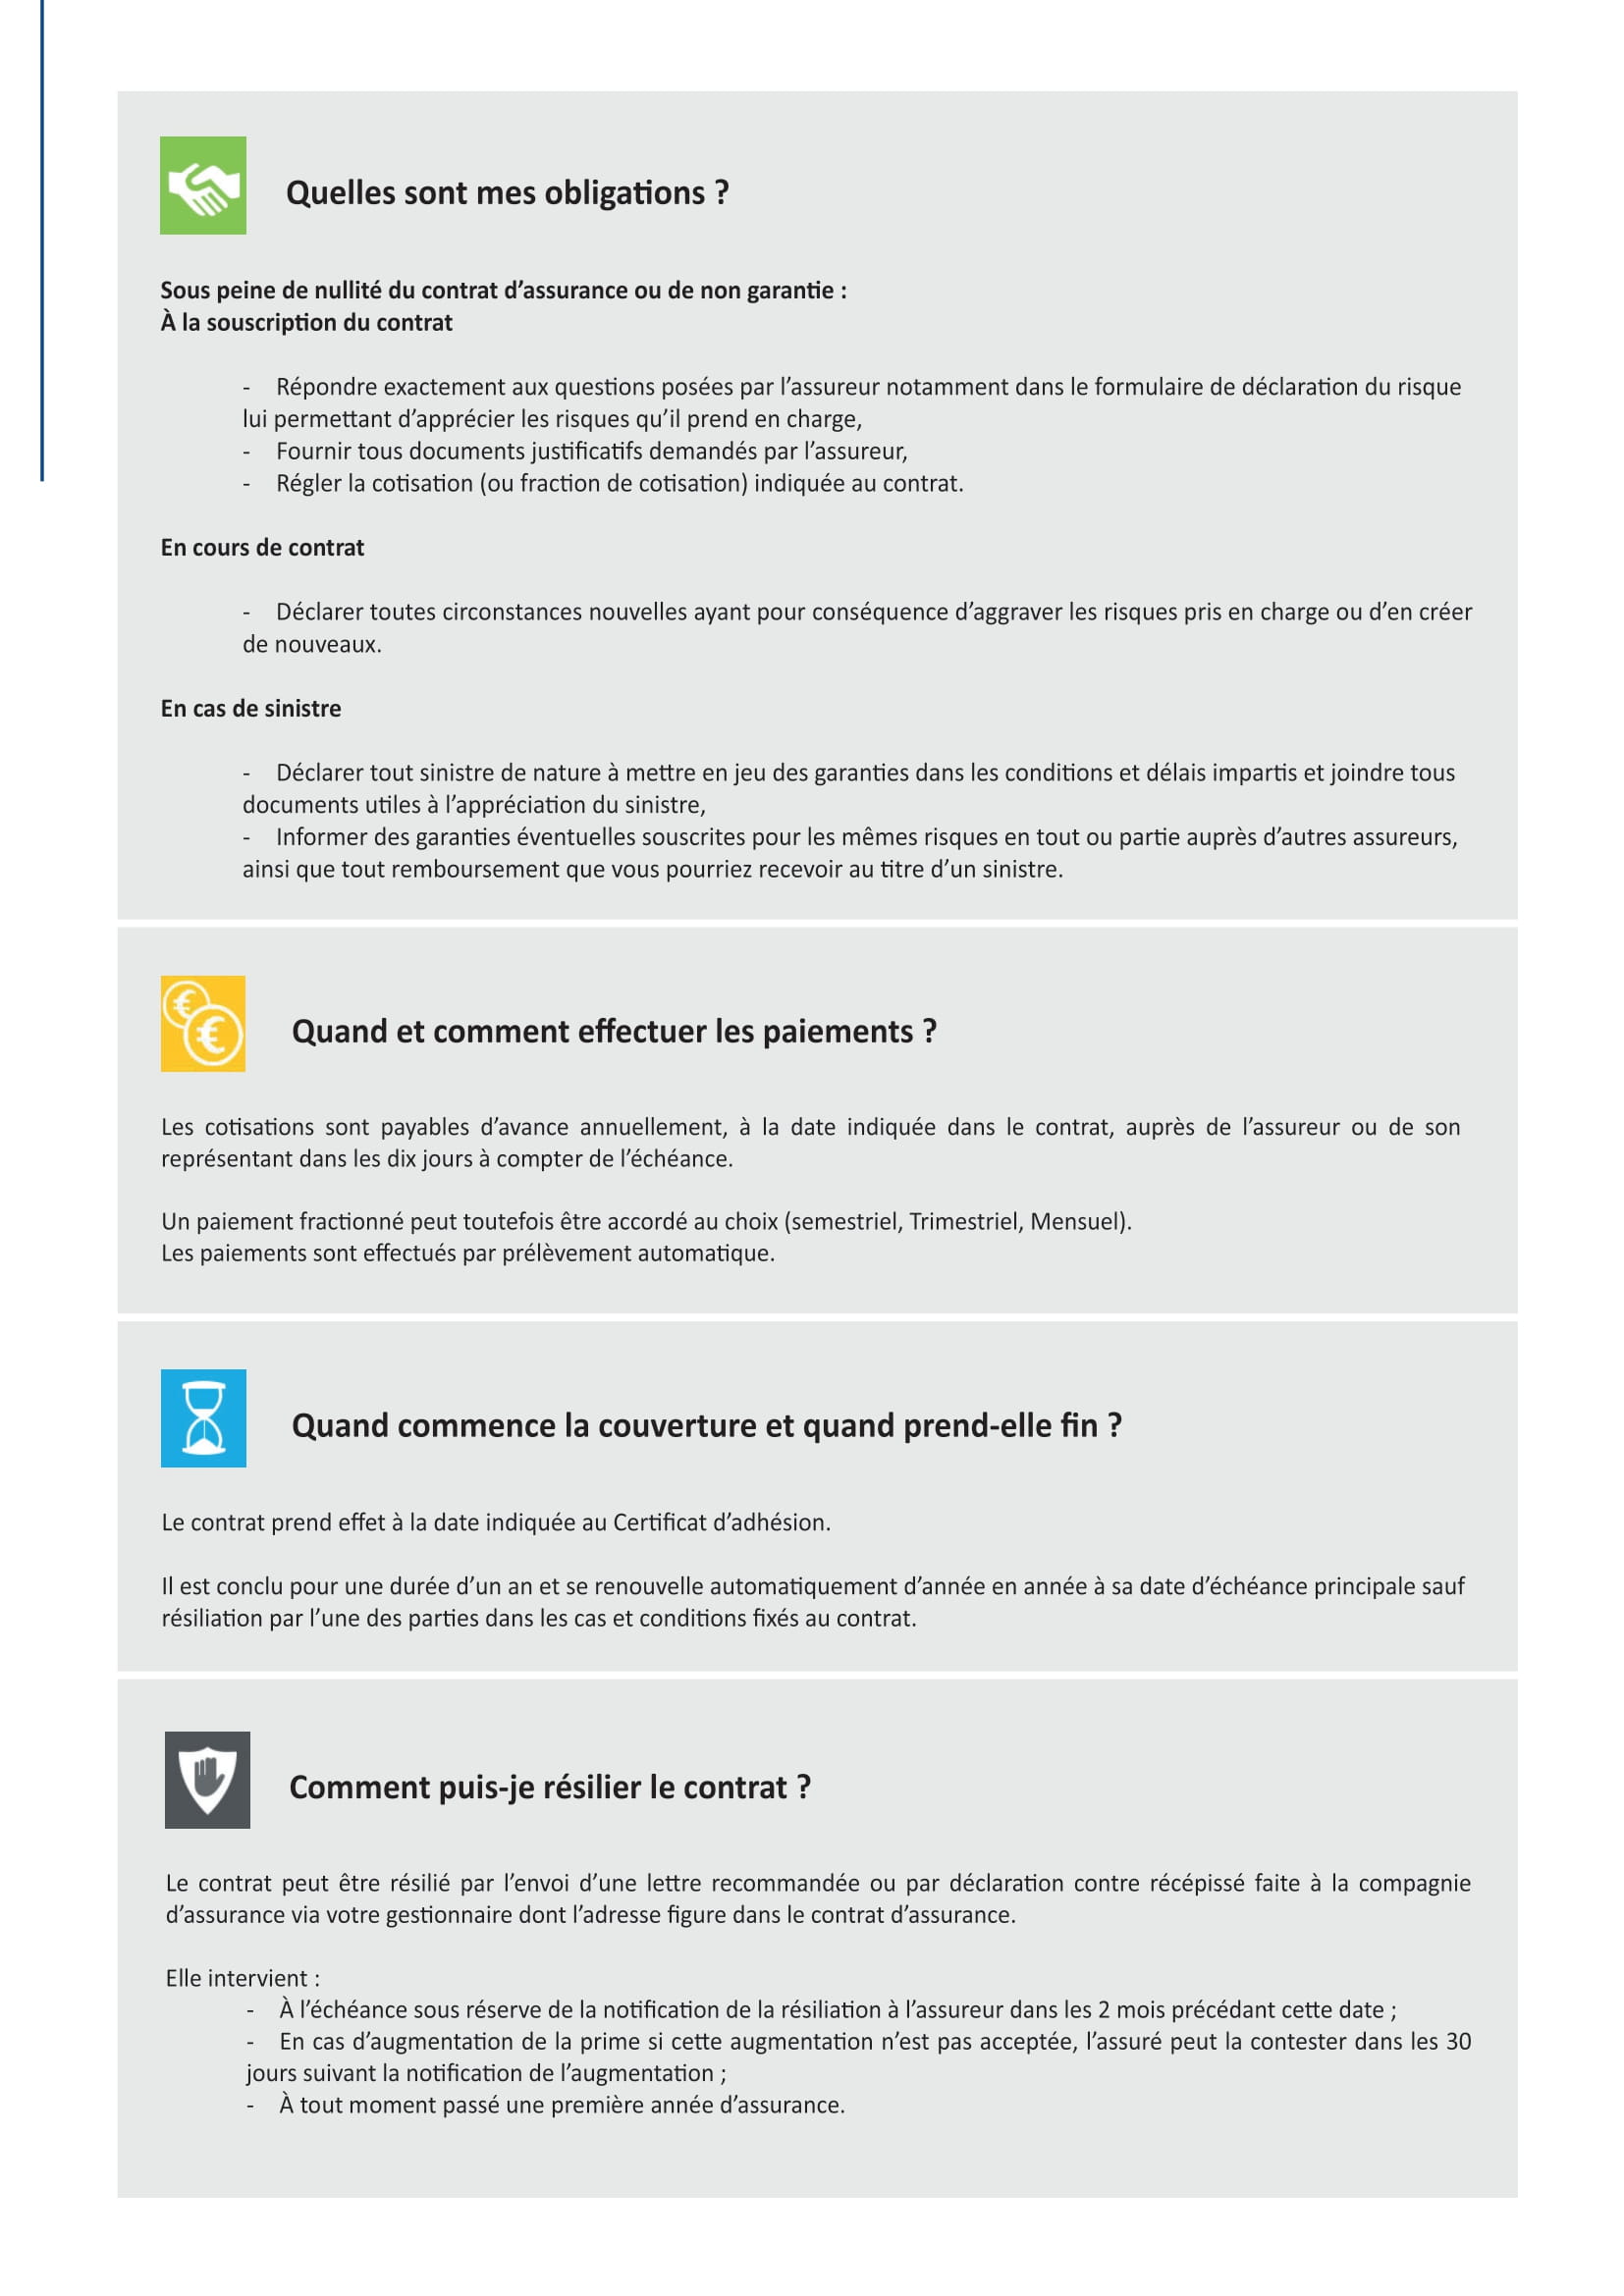 Quelles sont mes obligations ?
Sous peine de nullité du contrat d’assurance ou de non garantie :
À la souscription du contrat
- Répondre exactement aux questions posées par l’assureur notamment dans le formulaire de déclaration du risque
lui permettant d’apprécier les risques qu’il prend en charge,
- Fournir tous documents justificatifs demandés par l’assureur,
- Régler la cotisation (ou fraction de cotisation) indiquée au contrat.
En cours de contrat
- Déclarer toutes circonstances nouvelles ayant pour conséquence d’aggraver les risques pris en charge ou d’en créer
de nouveaux.
En cas de sinistre
- Déclarer tout sinistre de nature à mettre en jeu des garanties dans les conditions et délais impartis et joindre tous
documents utiles à l’appréciation du sinistre,
- Informer des garanties éventuelles souscrites pour les mêmes risques en tout ou partie auprès d’autres assureurs,
ainsi que tout remboursement que vous pourriez recevoir au titre d’un sinistre.
€
€
Quand et comment effectuer les paiements ?
Les cotisations sont payables d’avance annuellement, à la date indiquée dans le contrat, auprès de l’assureur ou de son
représentant dans les dix jours à compter de l’échéance.
Un paiement fractionné peut toutefois être accordé au choix (semestriel, Trimestriel, Mensuel).
Les paiements sont effectués par prélèvement automatique.
Quand commence la couverture et quand prend-elle fin ?
Le contrat prend effet à la date indiquée au Certificat d’adhésion.
Il est conclu pour une durée d’un an et se renouvelle automatiquement d’année en année à sa date d’échéance principale sauf
résiliation par l’une des parties dans les cas et conditions fixés au contrat.
Comment puis-je résilier le contrat ?
Le contrat peut être résilié par l’envoi d’une lettre recommandée ou par déclaration contre récépissé faite à la compagnie
d’assurance via votre gestionnaire dont l’adresse figure dans le contrat d’assurance.
Elle intervient :
- À l’échéance sous réserve de la notification de la résiliation à l’assureur dans les 2 mois précédant cette date ;
- En cas d’augmentation de la prime si cette augmentation n’est pas acceptée, l’assuré peut la contester dans les 30
jours suivant la notification de l’augmentation ;
- À tout moment passé une première année d’assurance.